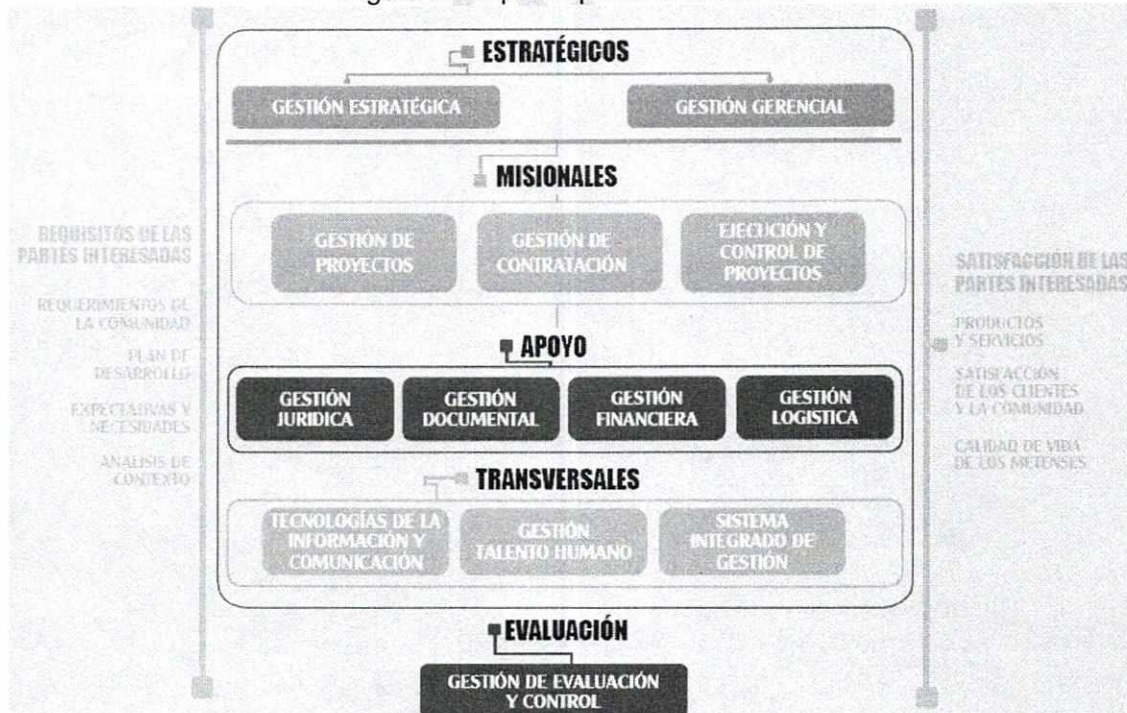 ESTRATÉGICOS
GESTIÓN ESTRATÉGICA
GESTIÓN GERENCIAL
MISIONALES
GESTIÓN DE
PROYECTOS
GESTIÓN DE
CONTRATACIÓN
EJECUCIÓN Y
CONTROL DE
PROYECTOS
REQUISITOS DE LAS
PARTES INTERESADAS
REQUERIMIENTOS DE
LA COMUNIDAD
PLAN DE
DESARROLLO
EXPECTATIVAS Y
NECESIDADES
ANALISIS DE
CONTEXTO
APOYO
GESTIÓN
JURIDICA
GESTIÓN
DOCUMENTAL
GESTIÓN
FINANCIERA
GESTIÓN
LOGISTICA
TRANSVERSALES
TECNOLOGÍAS DE LA
INFORMACIÓN Y
COMUNICACIÓN
GESTIÓN
TALENTO HUMANO
SISTEMA
INTEGRADO DE
GESTIÓN
SATISFACCIÓN DE LAS
PARTES INTERESADAS
PRODUCTOS
Y SERVICIOS
SATISFACCIÓN
DE LOS CLIENTES
Y LA COMUNIDAD
CALIDAD DE VIDA
DE LOS METENSES
EVALUACIÓN
GESTIÓN DE EVALUACIÓN
Y CONTROL